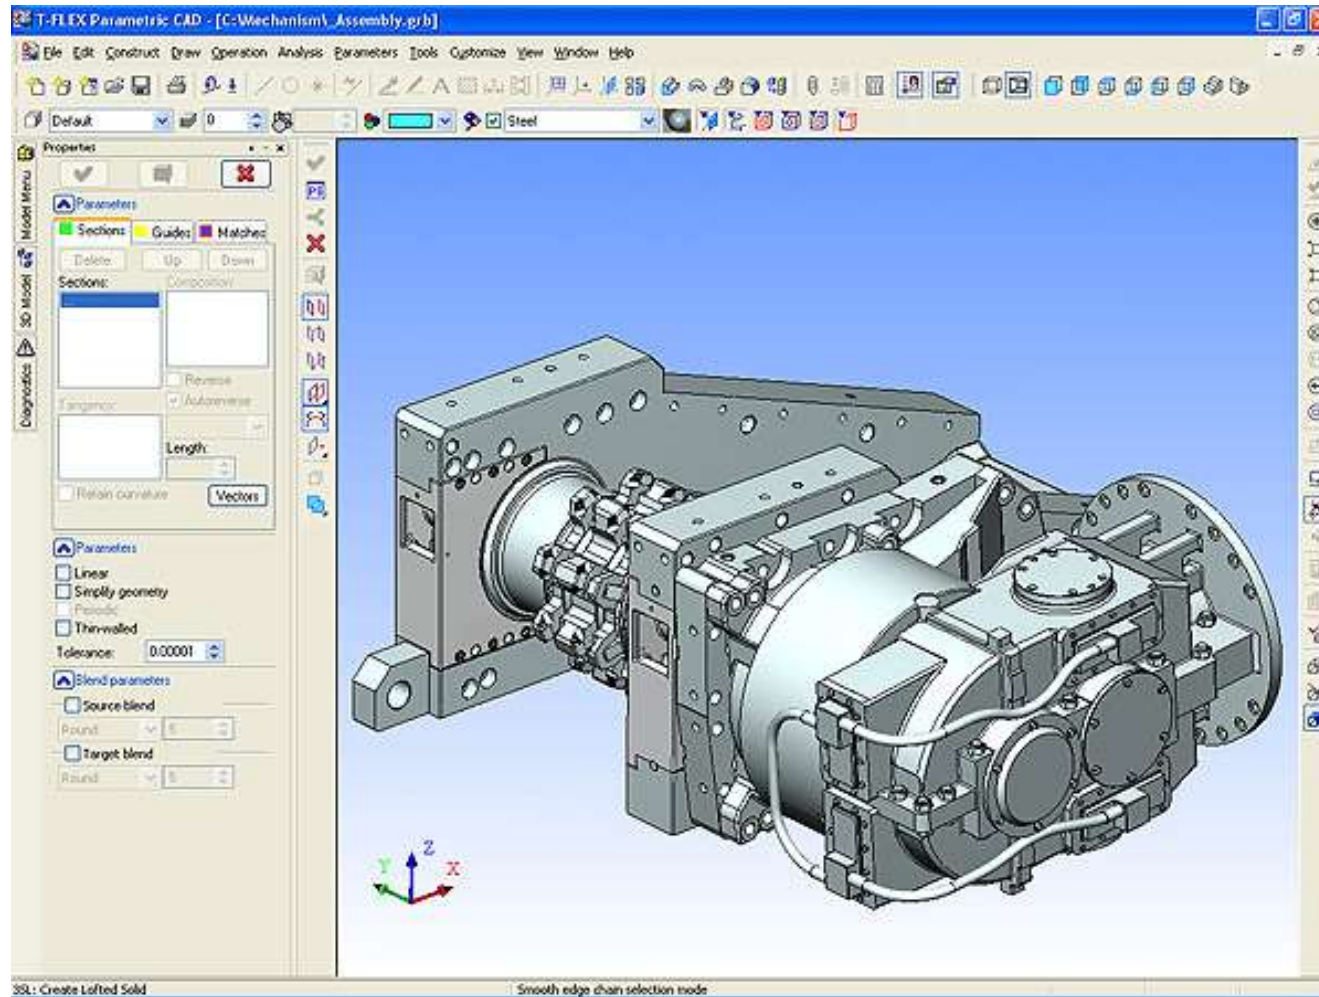 T-FLEX Parametric CAD - [C:\Mechanism\_Assembly.grb]
File Edit Construct Draw Operation Analysis Parameters Tools Customize View Window Help
Default 0 Steel
Properties
Model Menu
3D Model
Diagnostics
Parameters
Sections Guides Matches
Delete Up Down
Sections: Composition:
Reverse
Autoreverse
Tangency:
Length:
Retain curvature Vectors
Parameters
Linear
Simplify geometry
Periodic
Thin-walled
Tolerance: 0.00001
Blend parameters
Source blend
Round 5
Target blend
Round 5
Z
Y
X
3SL: Create Lofted Solid Smooth edge chain selection mode